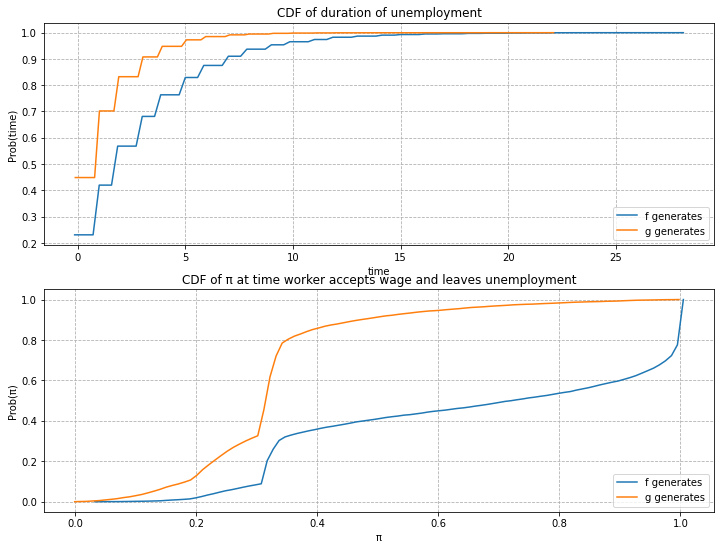 CDF of duration of unemployment
1.0
0.9
0.8
0.7
0.6
0.5
0.4
0.3
0.2
Prob(time)
f generates
g generates
0 5 10 15 20 25
time
CDF of π at time worker accepts wage and leaves unemployment
1.0
0.8
0.6
0.4
0.2
0.0
Prob(π)
f generates
g generates
0.0 0.2 0.4 0.6 0.8 1.0
π